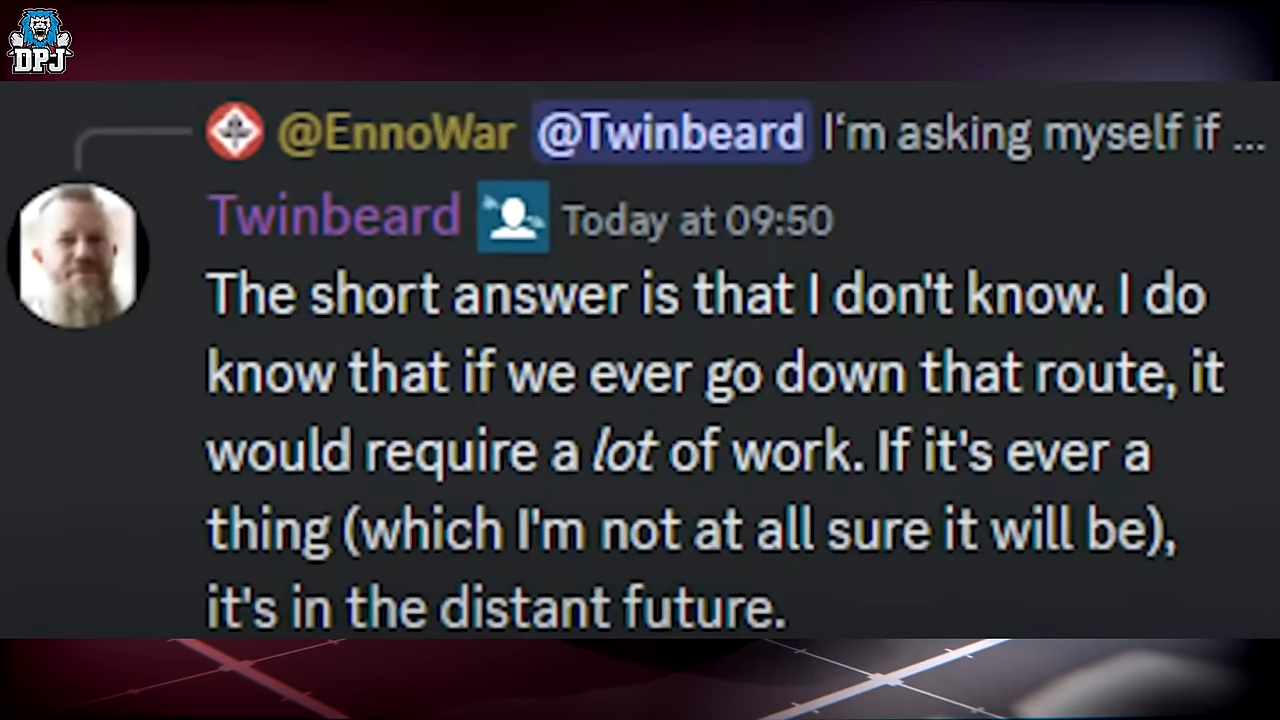 DPJ
@EnnoWar @Twinbeard I‘m asking myself if ...
Twinbeard Today at 09:50
The short answer is that I don't know. I do
know that if we ever go down that route, it
would require a lot of work. If it's ever a
thing (which I'm not at all sure it will be),
it's in the distant future.